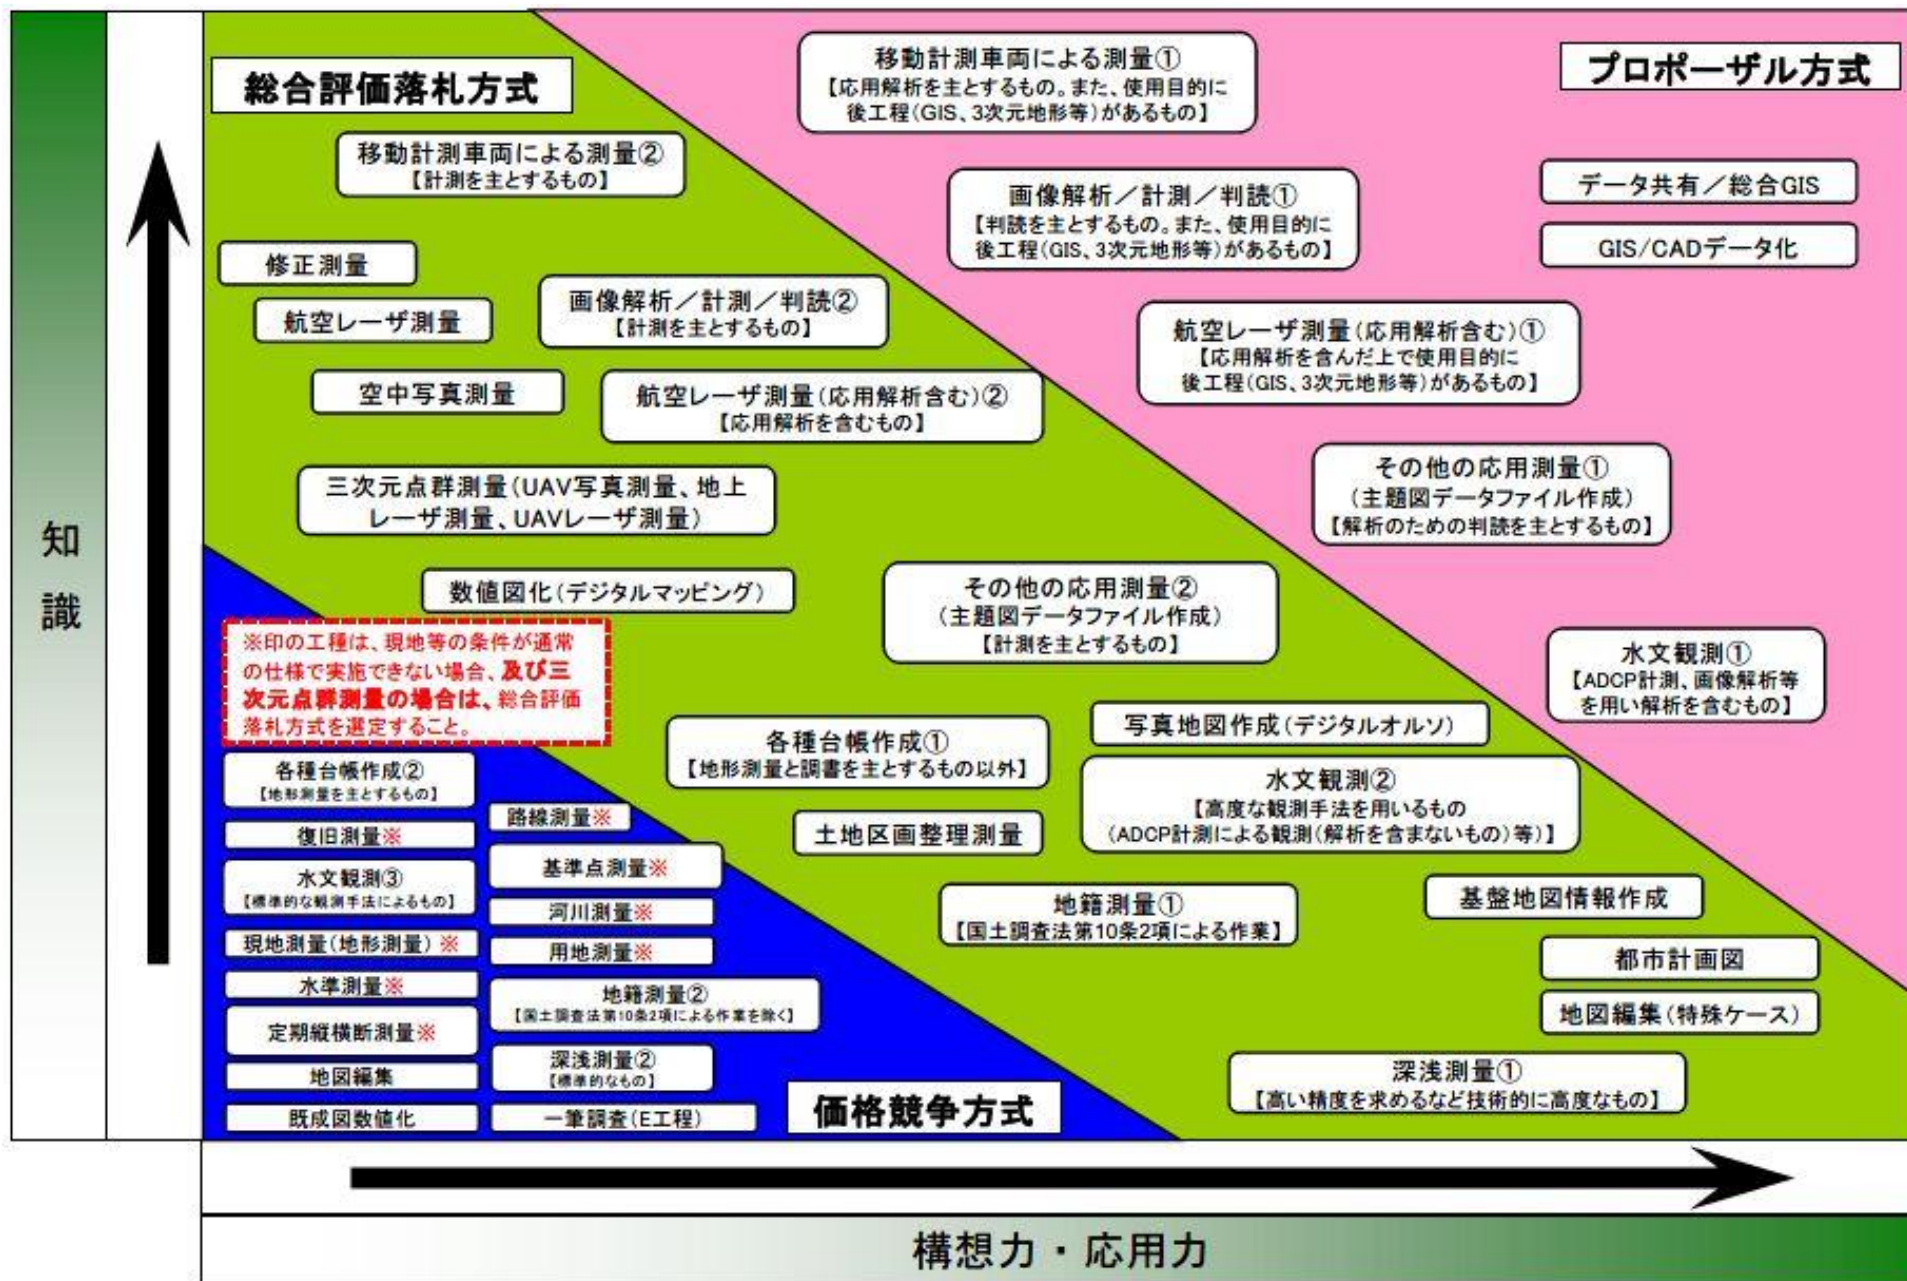 総合評価落札方式
プロポーザル方式
移動計測車両による測量①
【応用解析を主とするもの。また、使用目的に
後工程(GIS、3次元地形等)があるもの】
移動計測車両による測量②
【計測を主とするもの】
画像解析／計測／判読①
【判読を主とするもの。また、使用目的に
後工程(GIS、3次元地形等)があるもの】
データ共有／総合GIS
GIS/CADデータ化
修正測量
航空レーザ測量
画像解析／計測／判読②
【計測を主とするもの】
航空レーザ測量(応用解析含む)①
【応用解析を含んだ上で使用目的に
後工程(GIS、3次元地形等)があるもの】
空中写真測量
航空レーザ測量(応用解析含む)②
【応用解析を含むもの】
三次元点群測量(UAV写真測量、地上
レーザ測量、UAVレーザ測量)
その他の応用測量①
(主題図データファイル作成)
【解析のための判読を主とするもの】
知
識
数値図化(デジタルマッピング)
その他の応用測量②
(主題図データファイル作成)
【計測を主とするもの】
※印の工種は、現地等の条件が通常
の仕様で実施できない場合、及び三
次元点群測量の場合は、総合評価
落札方式を選定すること。
水文観測①
【ADCP計測、画像解析等
を用い解析を含むもの】
各種台帳作成①
【地形測量と調書を主とするもの以外】
写真地図作成(デジタルオルソ)
水文観測②
【高度な観測手法を用いるもの
(ADCP計測による観測(解析を含まないもの)等)】
土地区画整理測量
地籍測量①
【国土調査法第10条2項による作業】
基盤地図情報作成
都市計画図
地図編集(特殊ケース)
深浅測量①
【高い精度を求めるなど技術的に高度なもの】
各種台帳作成②
【地形測量を主とするもの】
復旧測量※
水文観測③
【標準的な観測手法によるもの】
現地測量(地形測量)※
水準測量※
定期縦横断測量※
地図編集
既成図数値化
路線測量※
基準点測量※
河川測量※
用地測量※
地籍測量②
【国土調査法第10条2項による作業を除く】
深浅測量②
【標準的なもの】
一筆調査(E工程)
価格競争方式
構想力・応用力